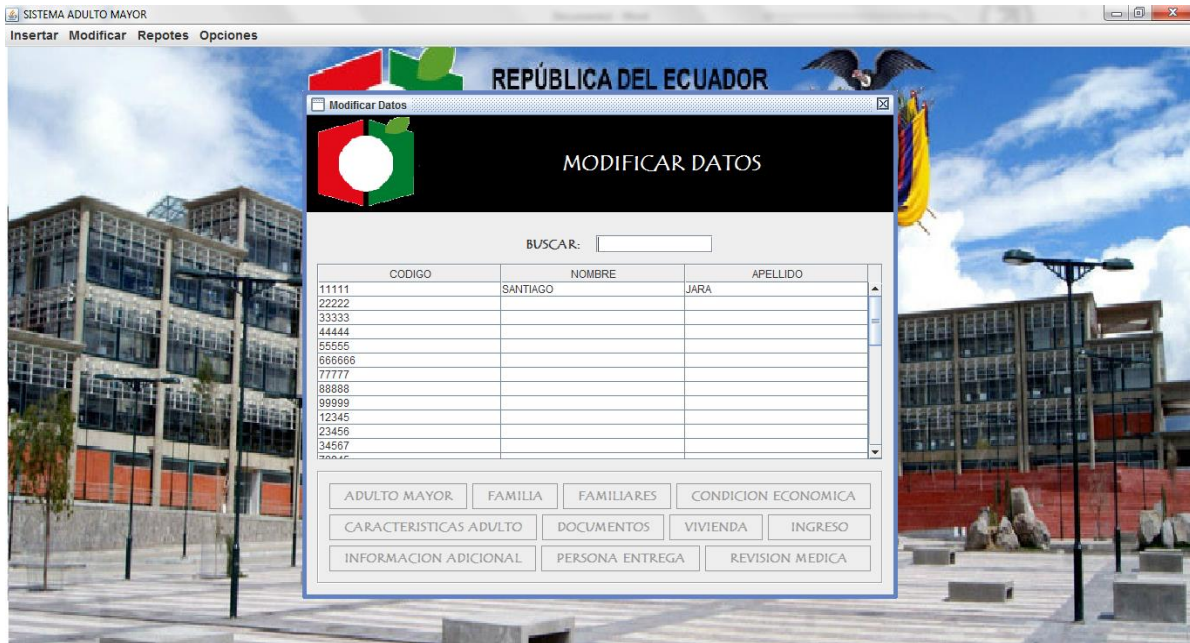 SISTEMA ADULTO MAYOR
Insertar Modificar Repotes Opciones
REPÚBLICA DEL ECUADOR
Modificar Datos
MODIFICAR DATOS
BUSCAR:
CODIGO NOMBRE APELLIDO
11111 SANTIAGO JARA
22222
33333
44444
55555
666666
77777
88888
99999
12345
23456
34567
ADULTO MAYOR FAMILIA FAMILIARES CONDICION ECONOMICA
CARACTERISTICAS ADULTO DOCUMENTOS VIVIENDA INGRESO
INFORMACION ADICIONAL PERSONA ENTREGA REVISION MEDICA